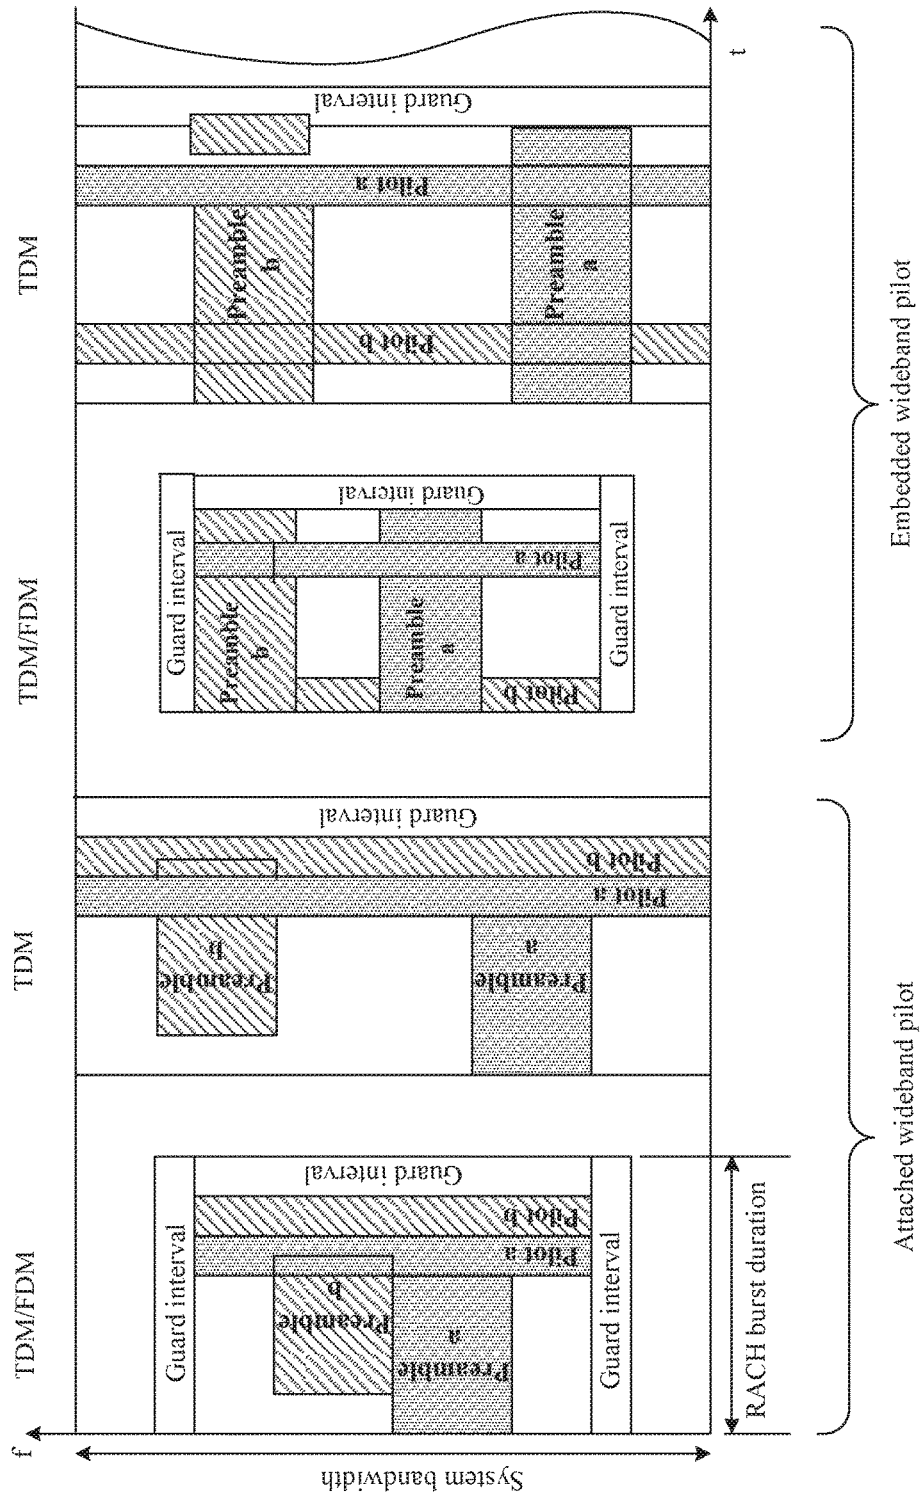 f
System bandwidth
TDM/FDM
Guard interval
Preamble
b
Preamble
a
Pilot a
Pilot b
Guard interval
Guard interval
RACH burst duration
TDM
Preamble
b
Preamble
a
Pilot a
Pilot b
Guard interval
Attached wideband pilot
TDM/FDM
Guard interval
Preamble
b
Preamble
a
Pilot b
Pilot a
Guard interval
Guard interval
TDM
Preamble
b
Preamble
a
Pilot b
Pilot a
Guard interval
t
Embedded wideband pilot